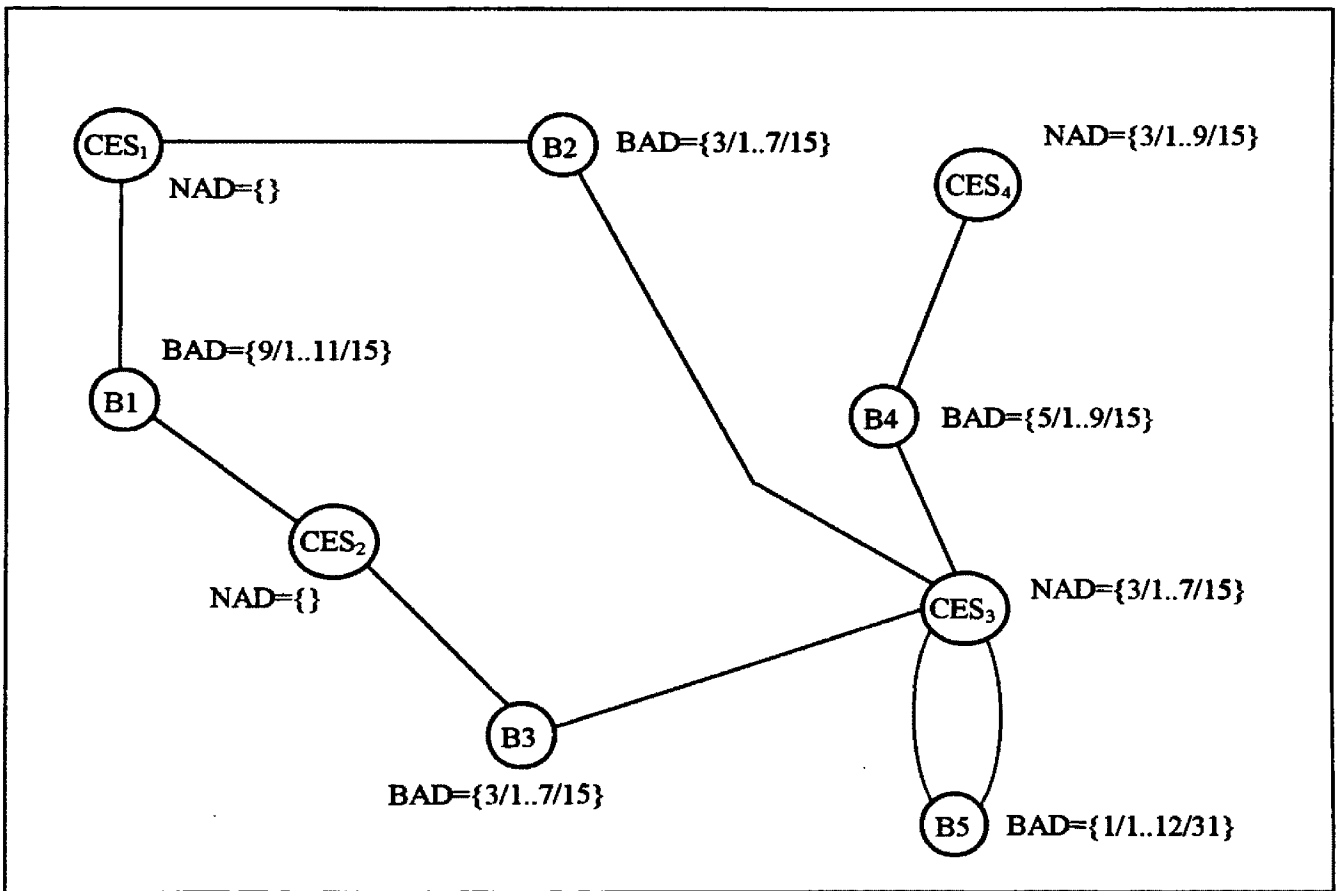 CES₁
B2
BAD={3/1..7/15}
NAD={3/1..9/15}
CES₄
NAD={}
BAD={9/1..11/15}
B1
B4
BAD={5/1..9/15}
CES₂
NAD={}
CES₃
NAD={3/1..7/15}
B3
BAD={3/1..7/15}
B5
BAD={1/1..12/31}